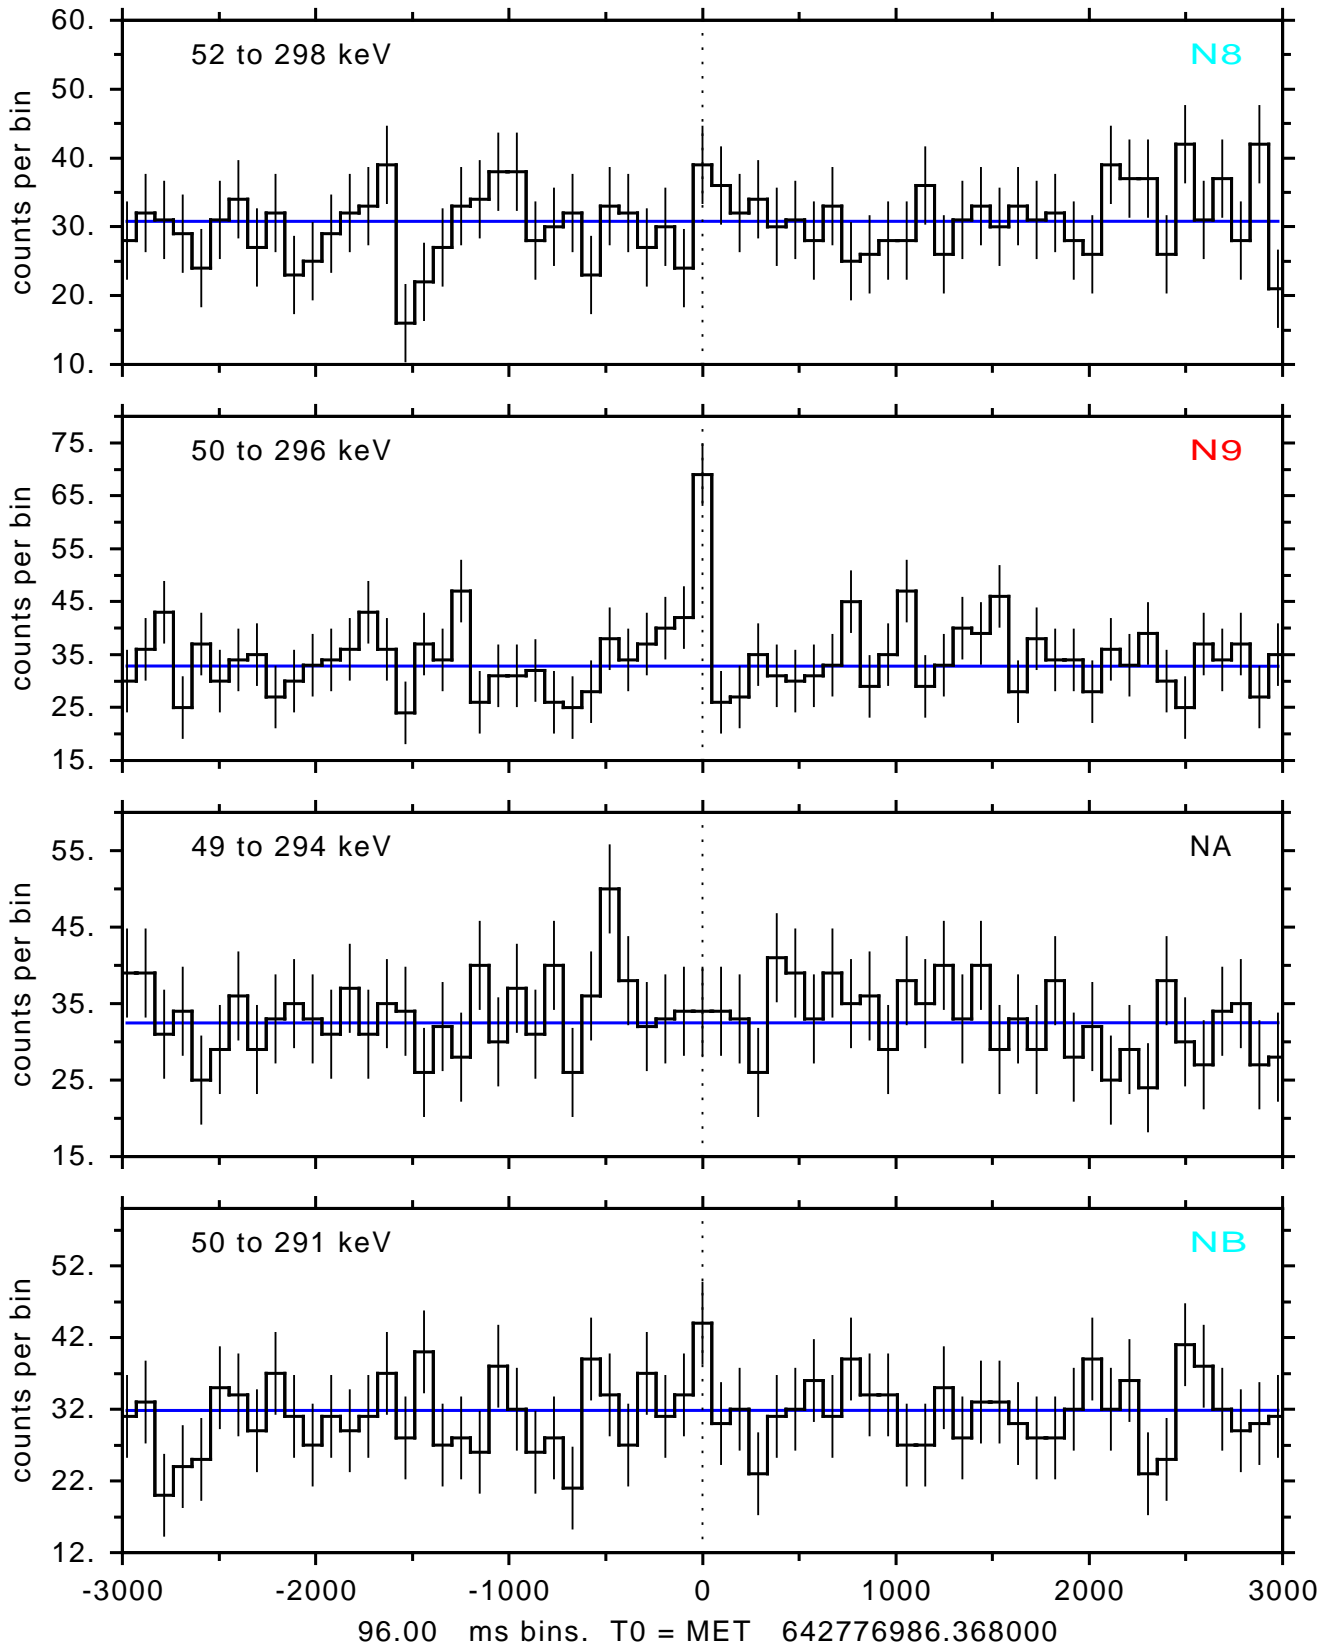 60.
52 to 298 keV
N8
50.
40.
30.
20.
10.
counts per bin
50 to 296 keV
N9
75.
65.
55.
45.
35.
25.
15.
counts per bin
49 to 294 keV
NA
55.
45.
35.
25.
15.
counts per bin
50 to 291 keV
NB
52.
42.
32.
22.
12.
counts per bin
-3000 -2000 -1000 0 1000 2000 3000
96.00 ms bins. T0 = MET 642776986.368000